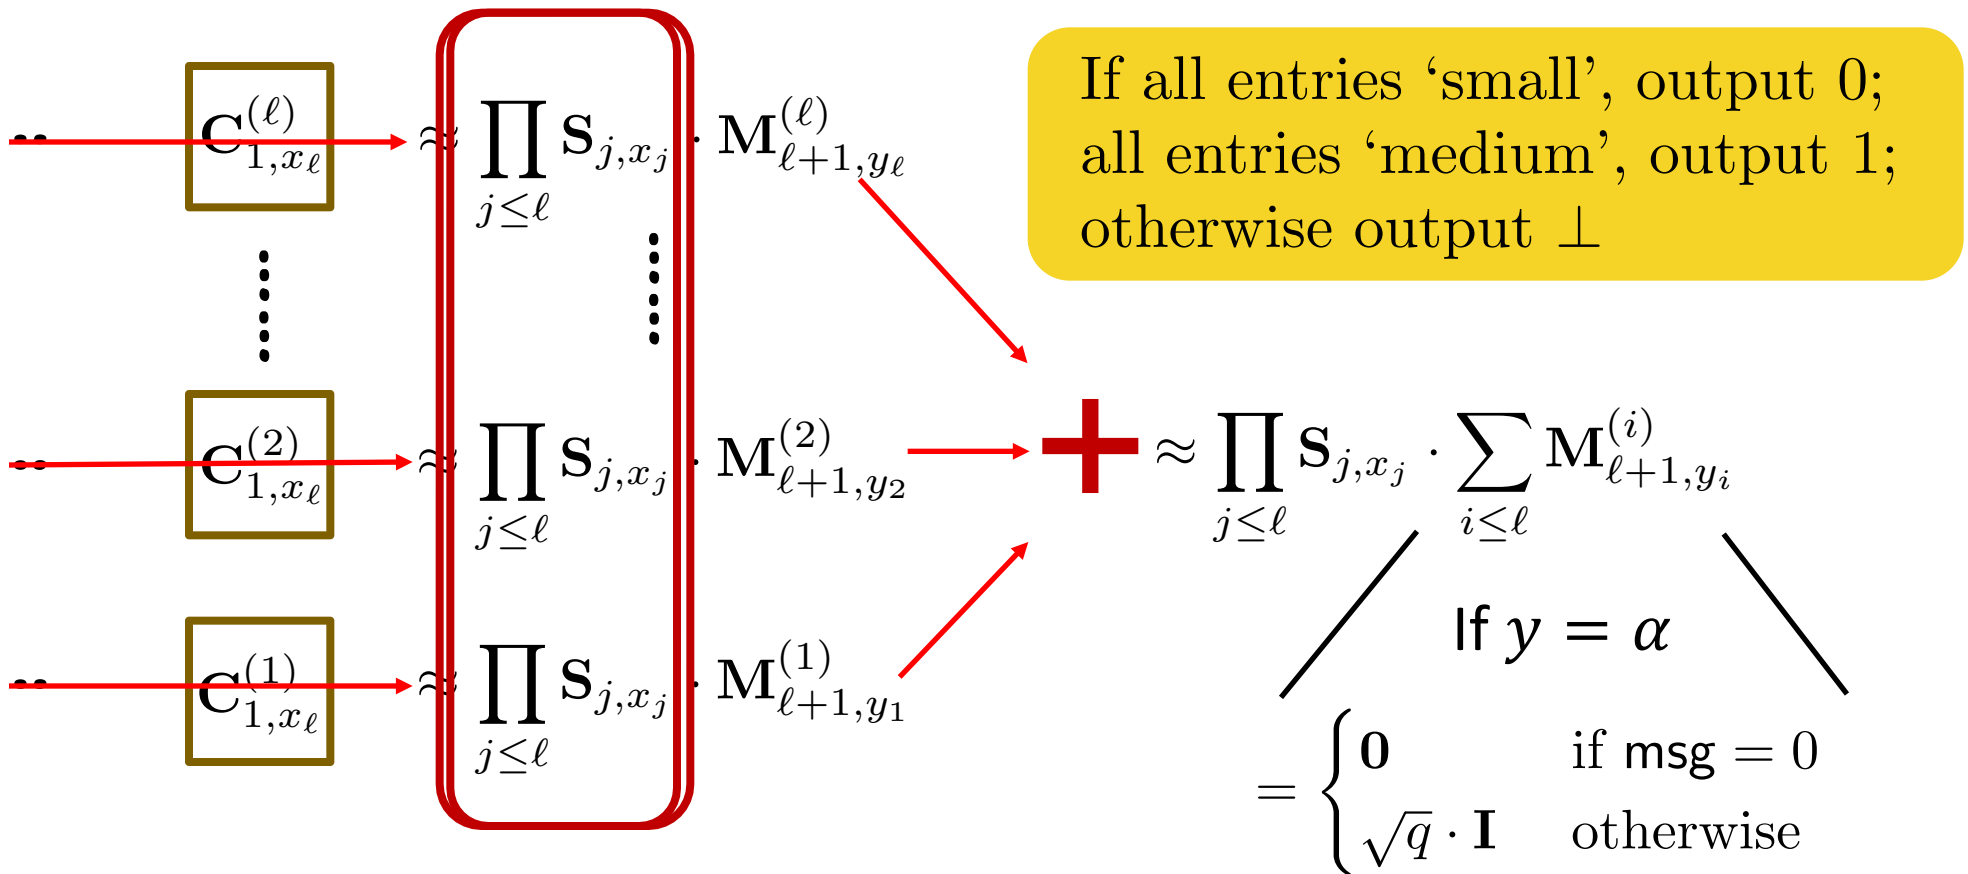 C^{(ℓ)}_{1,x_ℓ} ≈ ∏_{j≤ℓ} S_{j,x_j} · M^{(ℓ)}_{ℓ+1,y_ℓ}
If all entries ‘small’, output 0;
all entries ‘medium’, output 1;
otherwise output ⊥
C^{(2)}_{1,x_ℓ} ≈ ∏_{j≤ℓ} S_{j,x_j} · M^{(2)}_{ℓ+1,y_2}
+ ≈ ∏_{j≤ℓ} S_{j,x_j} · ∑_{i≤ℓ} M^{(i)}_{ℓ+1,y_i}
C^{(1)}_{1,x_ℓ} ≈ ∏_{j≤ℓ} S_{j,x_j} · M^{(1)}_{ℓ+1,y_1}
If y = α
= { 0 if msg = 0
√q · I otherwise